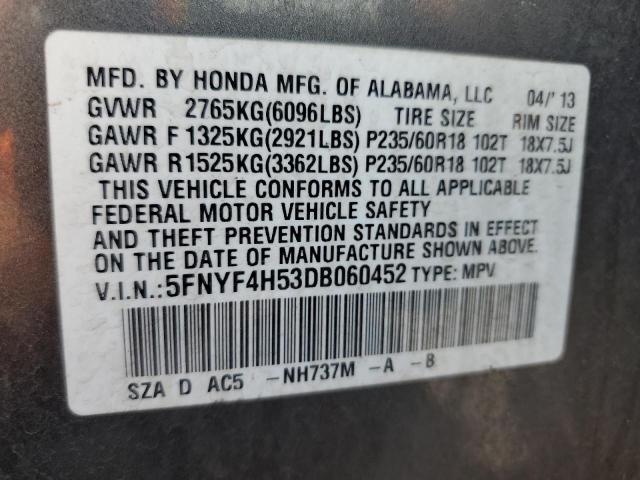 MFD. BY HONDA MFG. OF ALABAMA, LLC 04/'13
GVWR 2765KG(6096LBS) TIRE SIZE RIM SIZE
GAWR F 1325KG(2921LBS) P235/60R18 102T 18X7.5J
GAWR R 1525KG(3362LBS) P235/60R18 102T 18X7.5J
THIS VEHICLE CONFORMS TO ALL APPLICABLE
FEDERAL MOTOR VEHICLE SAFETY
AND THEFT PREVENTION STANDARDS IN EFFECT
ON THE DATE OF MANUFACTURE SHOWN ABOVE.
V.I.N.:5FNYF4H53DB060452 TYPE: MPV
SZA D AC5 -NH737M -A -B